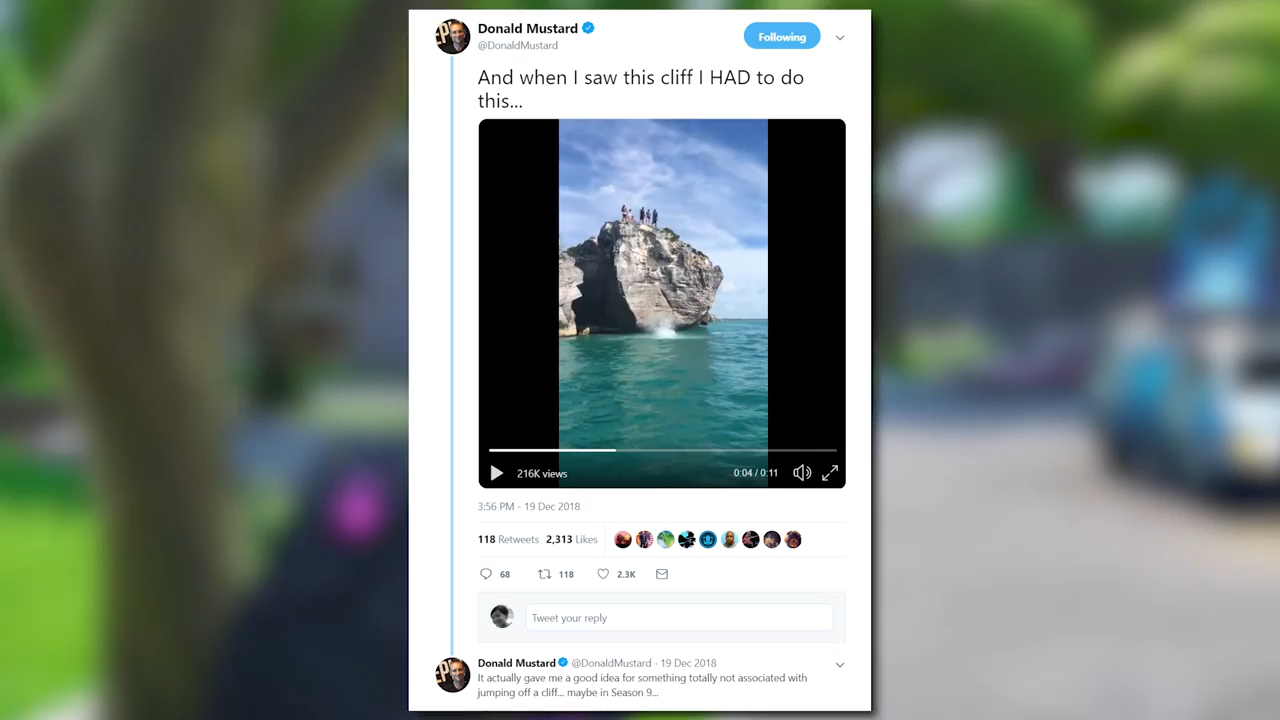 Donald Mustard
@DonaldMustard
Following
And when I saw this cliff I HAD to do
this...
216K views
0:04 / 0:11
3:56 PM - 19 Dec 2018
118 Retweets 2,313 Likes
68 118 2.3K
Tweet your reply
Donald Mustard @DonaldMustard · 19 Dec 2018
It actually gave me a good idea for something totally not associated with
jumping off a cliff... maybe in Season 9...